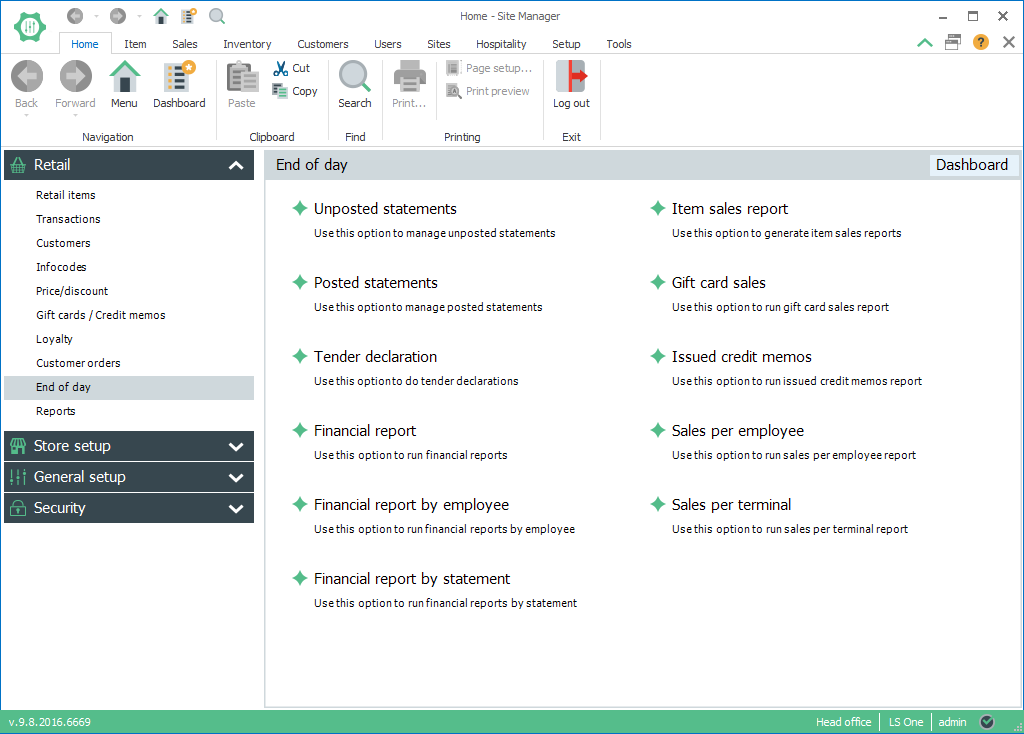 Home - Site Manager
Home Item Sales Inventory Customers Users Sites Hospitality Setup Tools
Back Forward Menu Dashboard
Navigation
Paste Cut
Copy
Clipboard
Search
Find
Print... Page setup...
Print preview
Printing
Log out
Exit
Retail
Retail items
Transactions
Customers
Infocodes
Price/discount
Gift cards / Credit memos
Loyalty
Customer orders
End of day
Reports
Store setup
General setup
Security
End of day Dashboard
Unposted statements
Use this option to manage unposted statements
Posted statements
Use this option to manage posted statements
Tender declaration
Use this option to do tender declarations
Financial report
Use this option to run financial reports
Financial report by employee
Use this option to run financial reports by employee
Financial report by statement
Use this option to run financial reports by statement
Item sales report
Use this option to generate item sales reports
Gift card sales
Use this option to run gift card sales report
Issued credit memos
Use this option to run issued credit memos report
Sales per employee
Use this option to run sales per employee report
Sales per terminal
Use this option to run sales per terminal report
v.9.8.2016.6669 Head office LS One admin